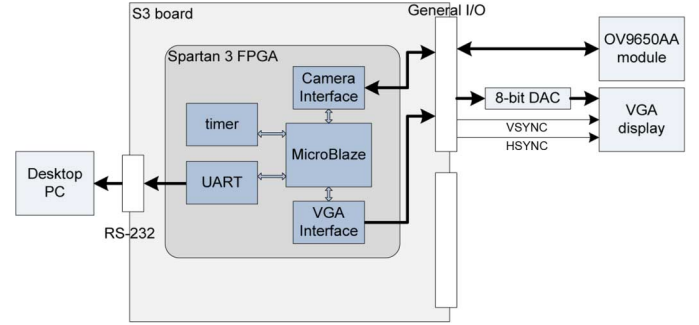 S3 board
General I/O
Spartan 3 FPGA
Camera
Interface
OV9650AA
module
timer
8-bit DAC
VGA
display
VSYNC
HSYNC
MicroBlaze
Desktop
PC
UART
VGA
Interface
RS-232